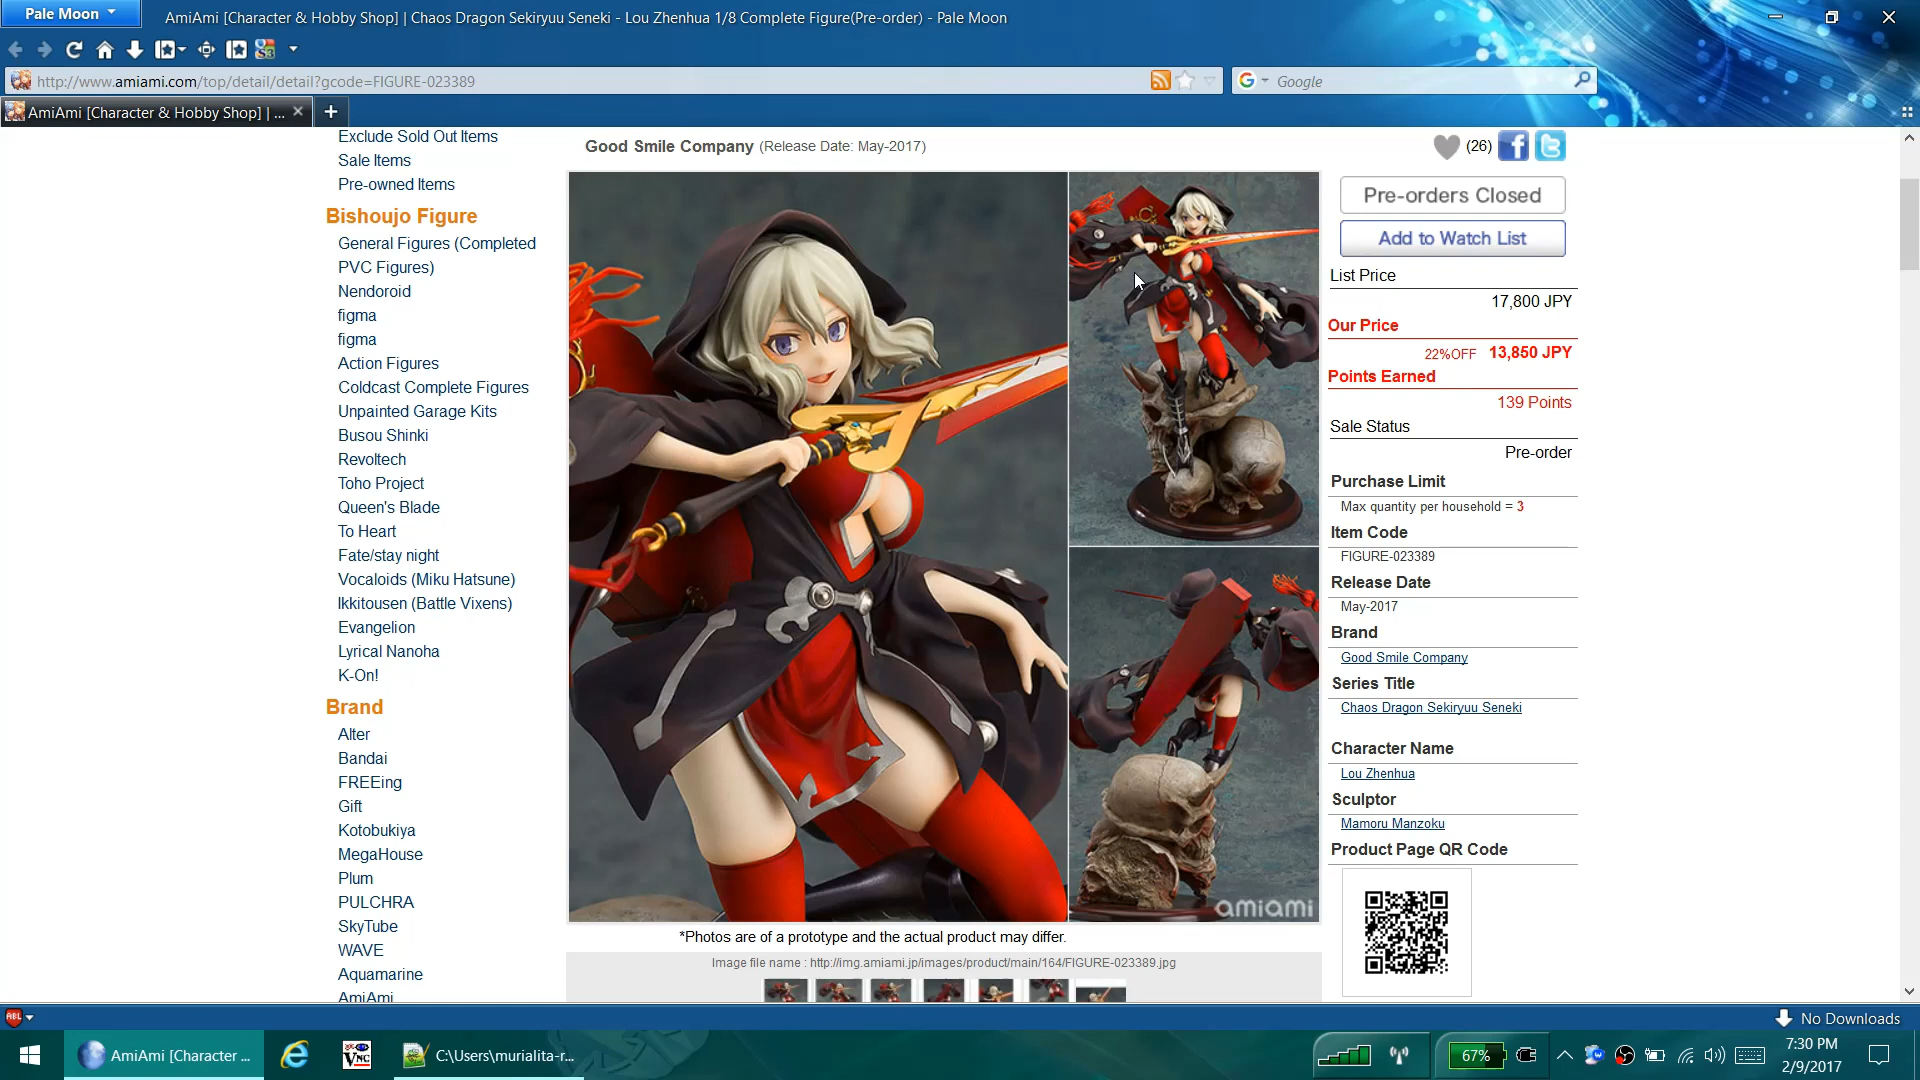 Pale Moon
AmiAmi [Character & Hobby Shop] | Chaos Dragon Sekiryuu Seneki - Lou Zhenhua 1/8 Complete Figure(Pre-order) - Pale Moon
http://www.amiami.com/top/detail/detail?gcode=FIGURE-023389
Google
AmiAmi [Character & Hobby Shop] | ...
Exclude Sold Out Items
Sale Items
Pre-owned Items
Bishoujo Figure
General Figures (Completed
PVC Figures)
Nendoroid
figma
figma
Action Figures
Coldcast Complete Figures
Unpainted Garage Kits
Busou Shinki
Revoltech
Toho Project
Queen's Blade
To Heart
Fate/stay night
Vocaloids (Miku Hatsune)
Ikkitousen (Battle Vixens)
Evangelion
Lyrical Nanoha
K-On!
Brand
Alter
Bandai
FREEing
Gift
Kotobukiya
MegaHouse
Plum
PULCHRA
SkyTube
WAVE
Aquamarine
AmiAmi
Good Smile Company (Release Date: May-2017)
(26)
amiami
*Photos are of a prototype and the actual product may differ.
Image file name : http://img.amiami.jp/images/product/main/164/FIGURE-023389.jpg
Pre-orders Closed
Add to Watch List
List Price
17,800 JPY
Our Price
22%OFF 13,850 JPY
Points Earned
139 Points
Sale Status
Pre-order
Purchase Limit
Max quantity per household = 3
Item Code
FIGURE-023389
Release Date
May-2017
Brand
Good Smile Company
Series Title
Chaos Dragon Sekiryuu Seneki
Character Name
Lou Zhenhua
Sculptor
Mamoru Manzoku
Product Page QR Code
ABL
No Downloads
AmiAmi [Character ...
VNC
C:\Users\murialita-r...
67%
7:30 PM
2/9/2017